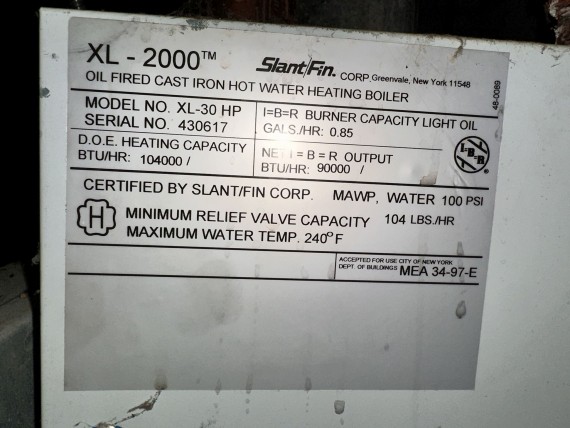 XL - 2000™
Slant/Fin. CORP. Greenvale, New York 11548
OIL FIRED CAST IRON HOT WATER HEATING BOILER
48-0089
MODEL NO. XL-30 HP
SERIAL NO. 430617
I=B=R BURNER CAPACITY LIGHT OIL
GALS./HR: 0.85
D.O.E. HEATING CAPACITY
BTU/HR: 104000 /
NET I = B = R OUTPUT
BTU/HR: 90000 /
I=B=R ®
CERTIFIED BY SLANT/FIN CORP. MAWP, WATER 100 PSI
H
MINIMUM RELIEF VALVE CAPACITY 104 LBS./HR
MAXIMUM WATER TEMP. 240°F
ACCEPTED FOR USE CITY OF NEW YORK
DEPT. OF BUILDINGS MEA 34-97-E